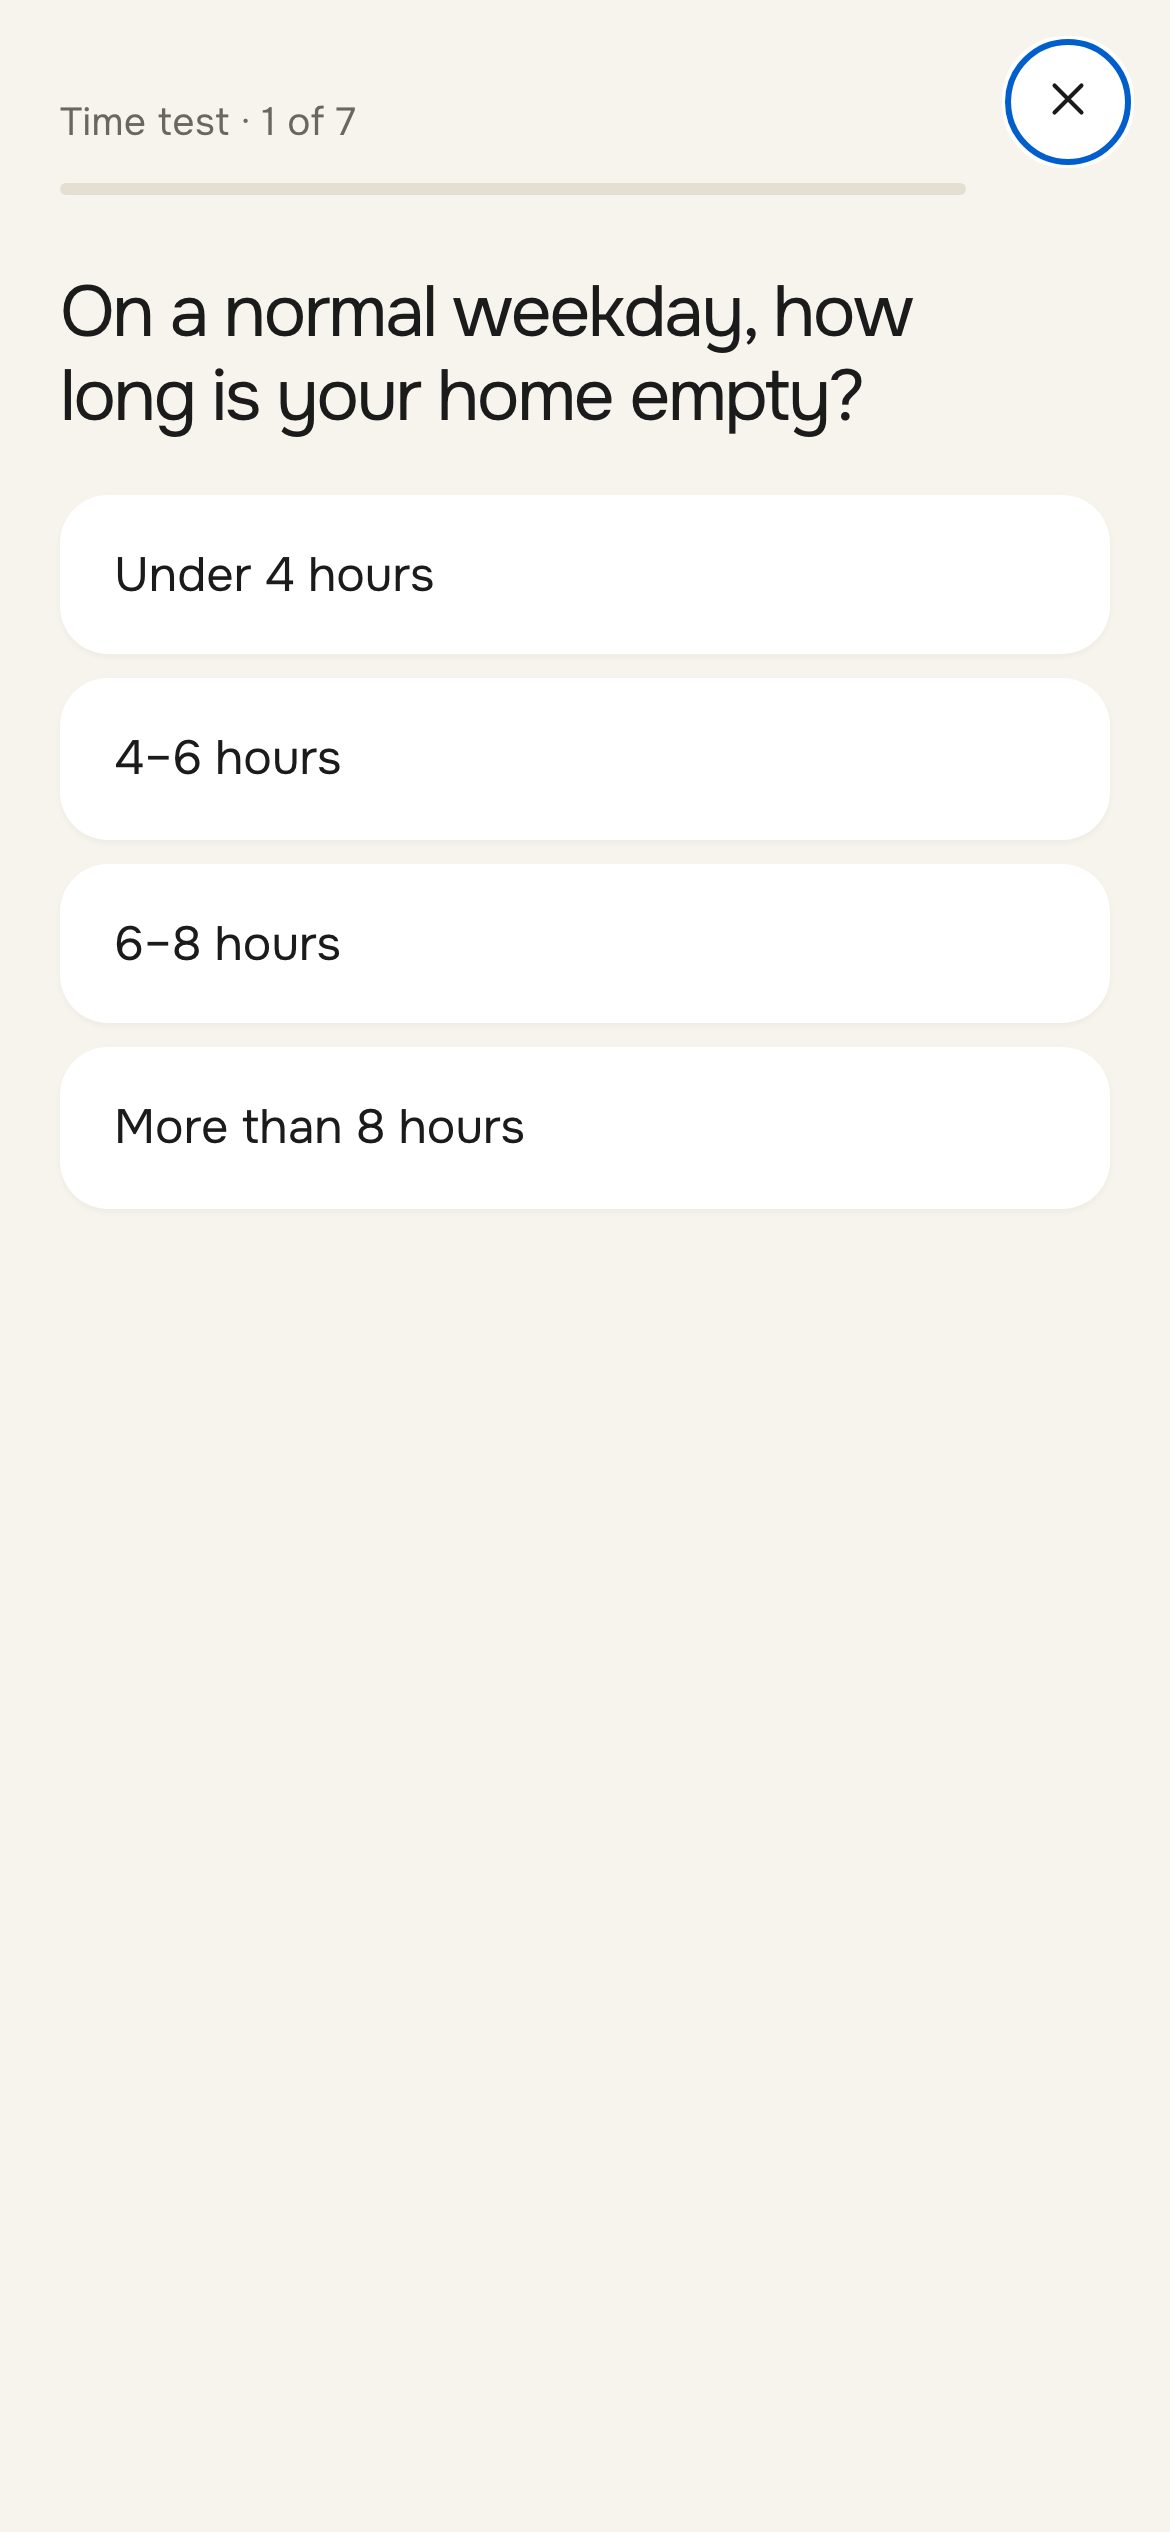 Time test · 1 of 7
On a normal weekday, how
long is your home empty?
Under 4 hours
4–6 hours
6–8 hours
More than 8 hours